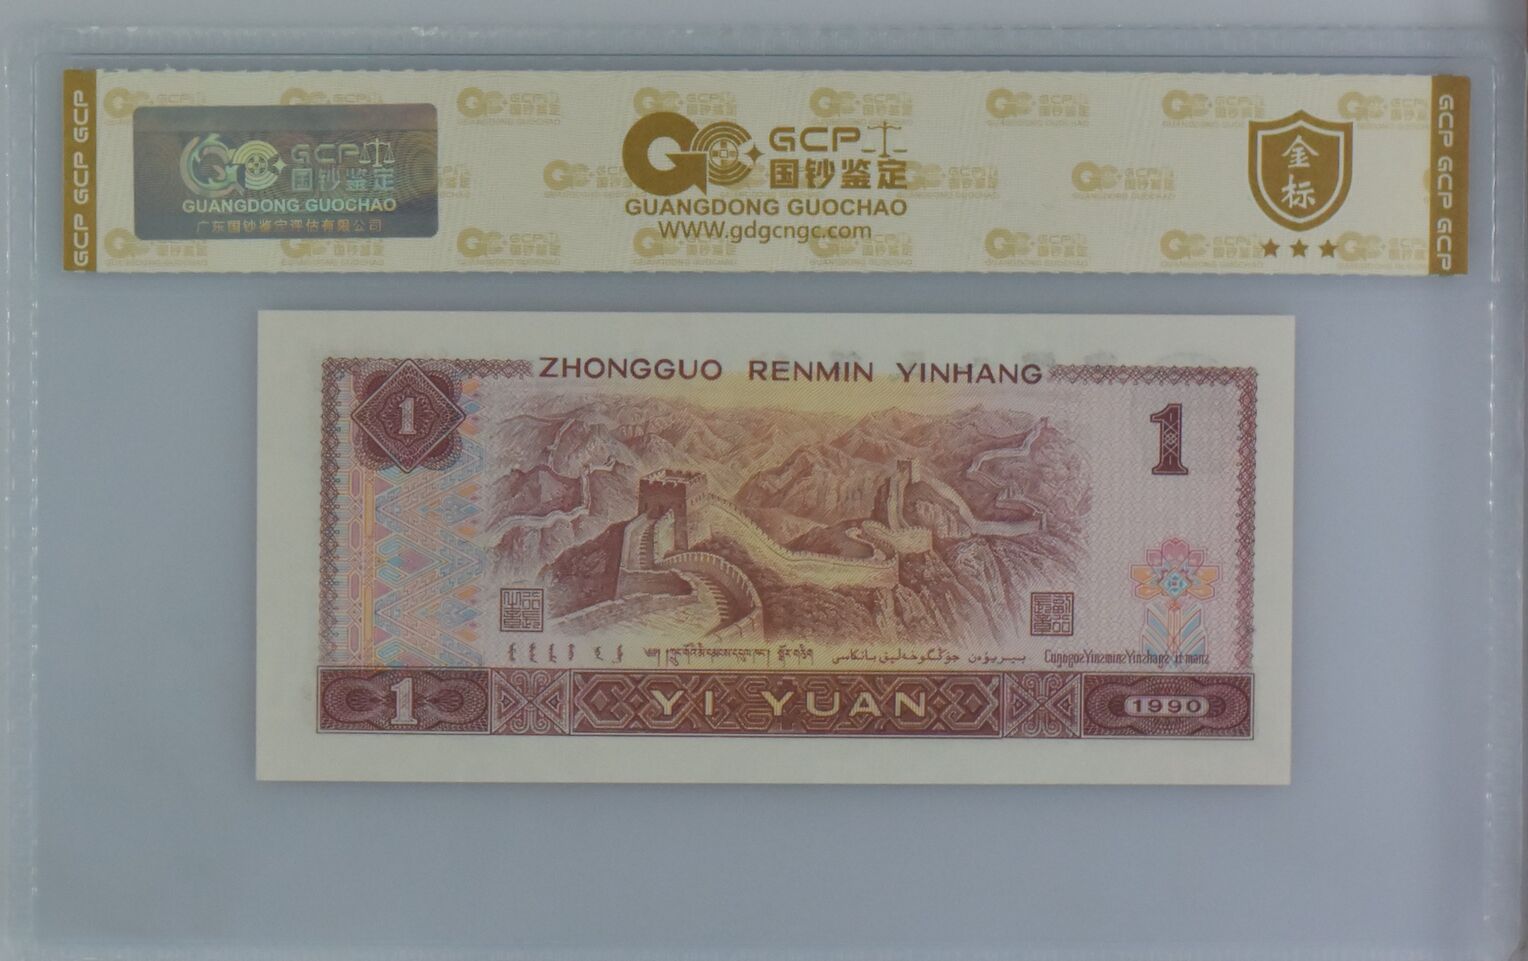 GCP GCP GCP
GCP
国钞鉴定
GUANGDONG GUOCHAO
广东国钞鉴定评估有限公司
GCP
国钞鉴定
GUANGDONG GUOCHAO
WWW.gdgcngc.com
金标
GCP GCP GCP
ZHONGGUO RENMIN YINHANG
1
1
1
YI YUAN
1990